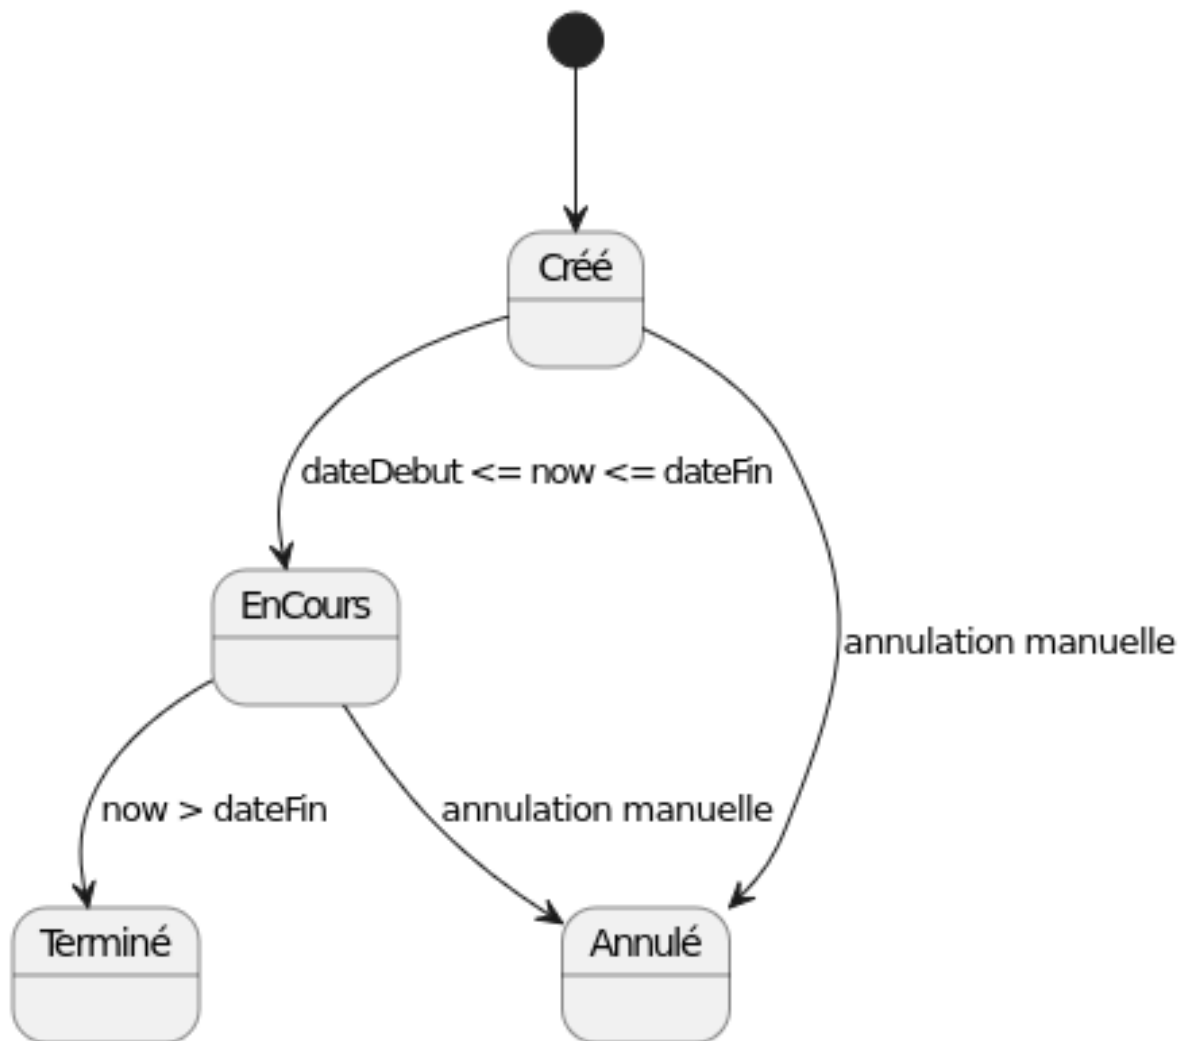 Créé
dateDebut <= now <= dateFin
EnCours
annulation manuelle
now > dateFin
annulation manuelle
Terminé
Annulé